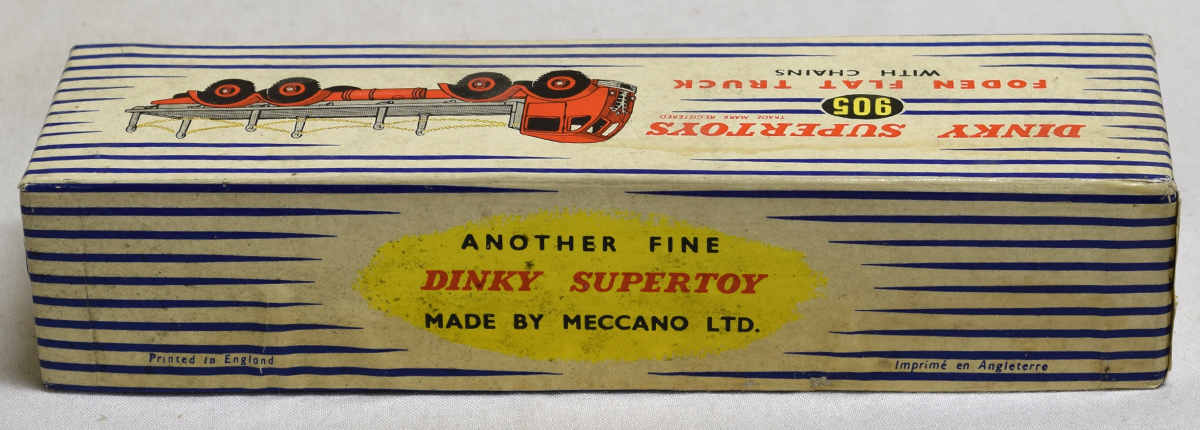 DINKY SUPERTOYS
TRADE MARK REGISTERED
905
FODEN FLAT TRUCK
WITH CHAINS
ANOTHER FINE
DINKY SUPERTOY
MADE BY MECCANO LTD.
Printed in England
Imprimé en Angleterre